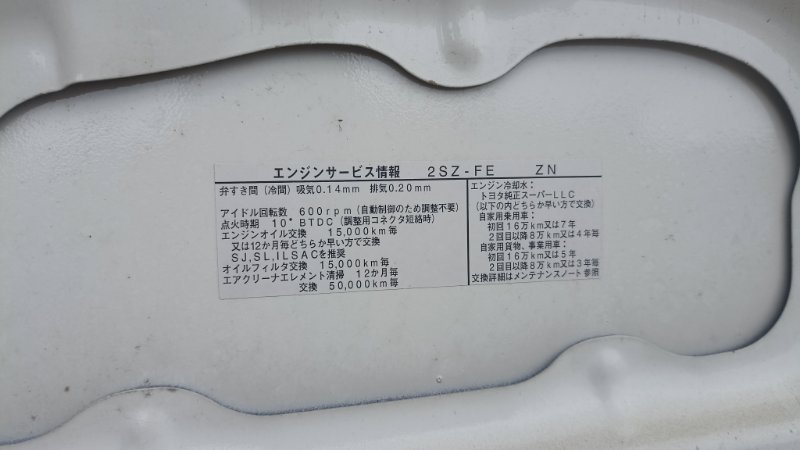 エンジンサービス情報　２ＳＺ-ＦＥ　ＺＮ
弁すき間（冷間）吸気０.１４ｍｍ　排気０.２０ｍｍ
アイドル回転数　６００ｒｐｍ（自動制御のため調整不要）
点火時期　１０°ＢＴＤＣ（調整用コネクタ短絡時）
エンジンオイル交換　１５,０００ｋｍ毎
又は１２か月毎どちらか早い方で交換
ＳＪ,ＳＬ,ＩＬＳＡＣを推奨
オイルフィルタ交換　１５,０００ｋｍ毎
エアクリーナエレメント清掃　１２か月毎
交換　５０,０００ｋｍ毎
エンジン冷却水：
トヨタ純正スーパーＬＬＣ
（以下の内どちらか早い方で交換）
自家用乗用車：
初回１６万ｋｍ又は７年
２回目以降８万ｋｍ又は４年毎
自家用貨物、事業用車：
初回１６万ｋｍ又は５年
２回目以降８万ｋｍ又は３年毎
交換詳細はメンテナンスノート参照